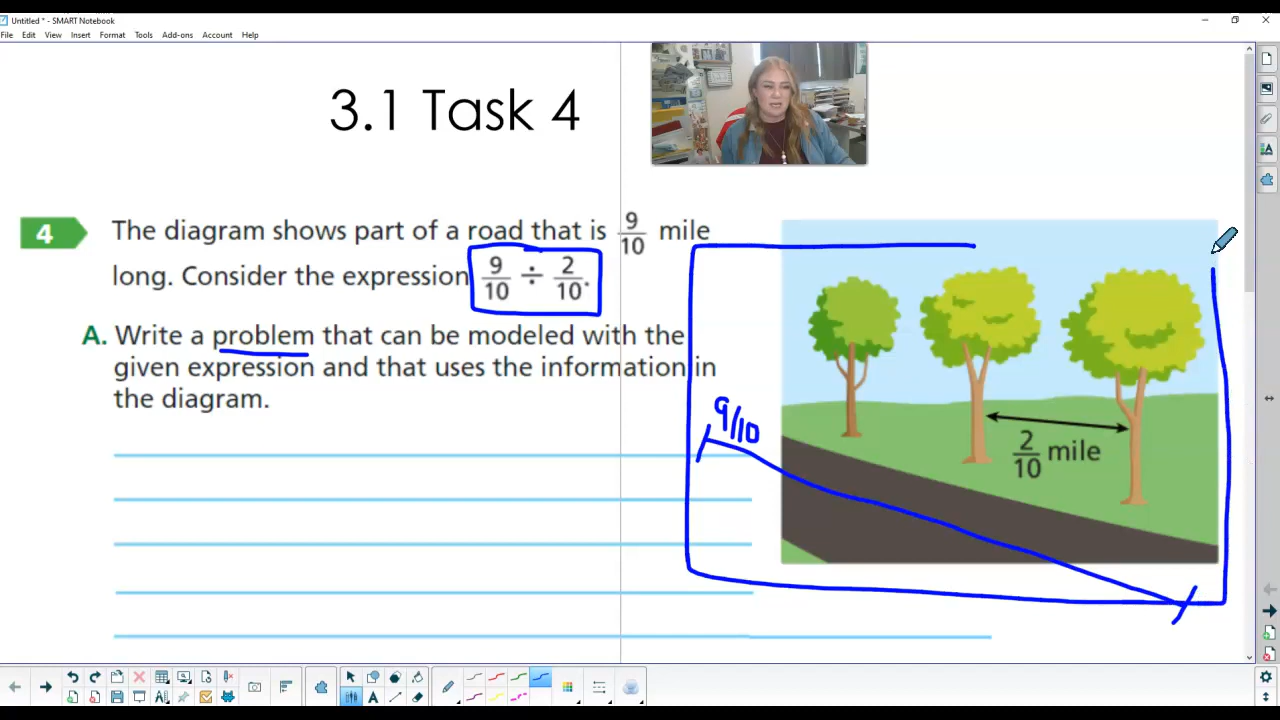 Untitled * - SMART Notebook
File Edit View Insert Format Tools Add-ons Account Help
3.1 Task 4
4 The diagram shows part of a road that is 9/10 mile
long. Consider the expression 9/10 ÷ 2/10.
A. Write a problem that can be modeled with the
given expression and that uses the information in
the diagram.
9/10
2/10 mile